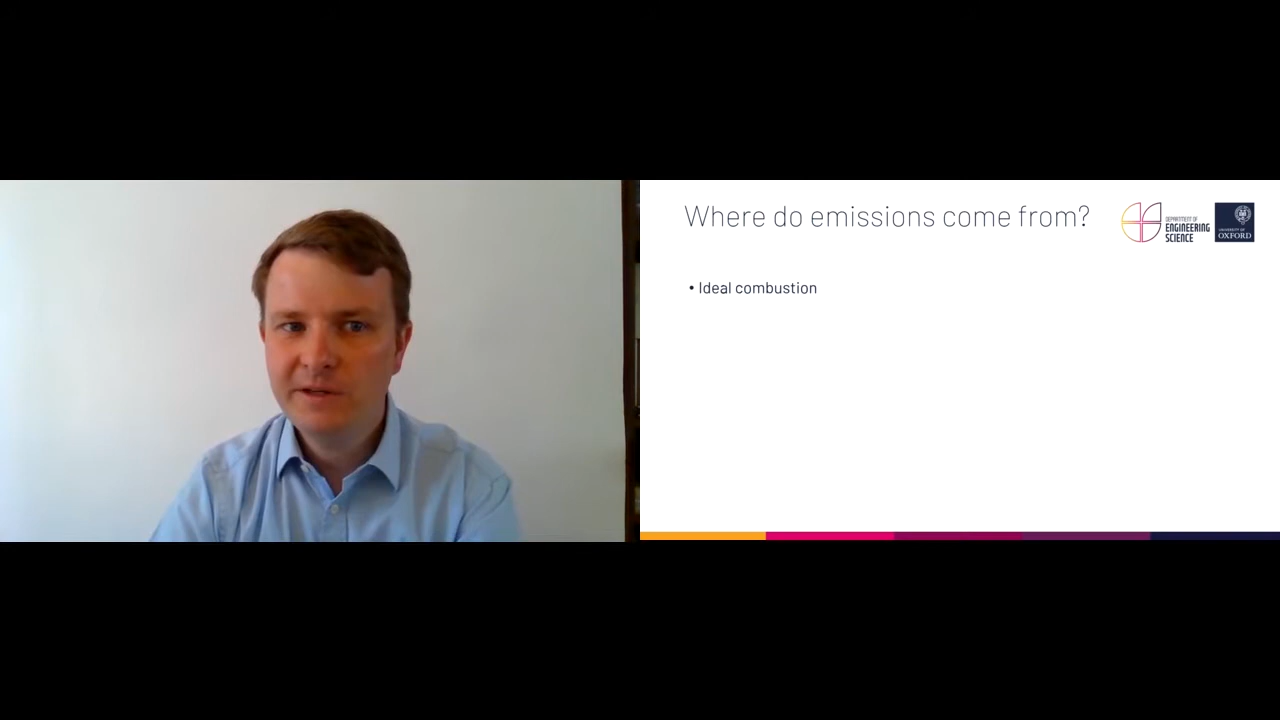 Where do emissions come from?
DEPARTMENT OF
ENGINEERING
SCIENCE
UNIVERSITY OF
OXFORD
• Ideal combustion